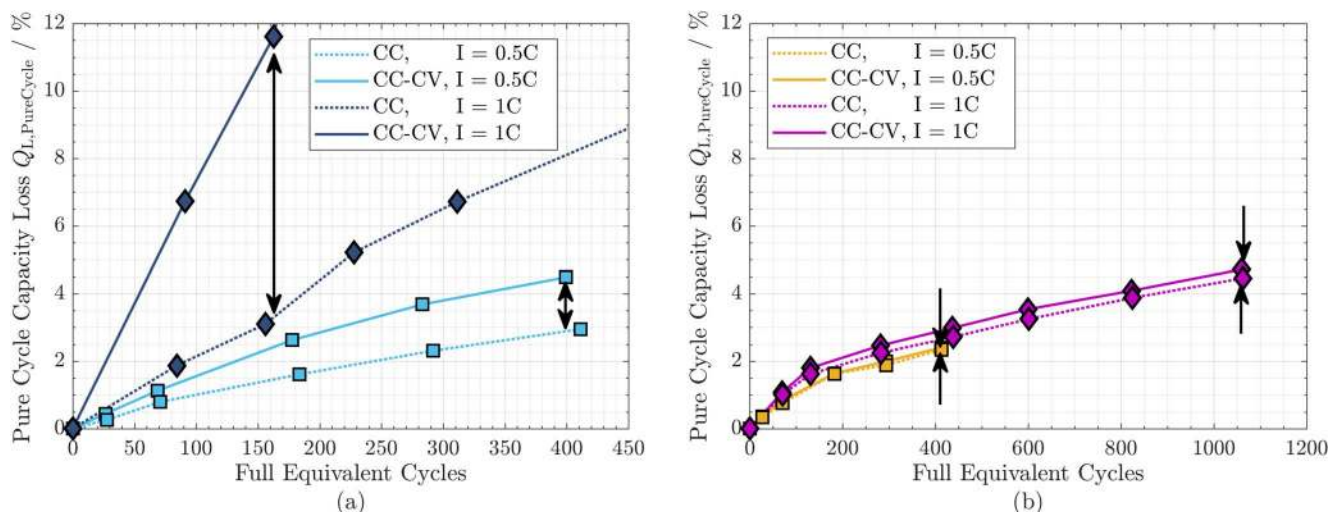 Pure Cycle Capacity Loss Q_L,PureCycle / %
12
10
8
6
4
2
0
CC, I = 0.5C
CC-CV, I = 0.5C
CC, I = 1C
CC-CV, I = 1C
0 50 100 150 200 250 300 350 400 450
Full Equivalent Cycles
(a)
Pure Cycle Capacity Loss Q_L,PureCycle / %
12
10
8
6
4
2
0
CC, I = 0.5C
CC-CV, I = 0.5C
CC, I = 1C
CC-CV, I = 1C
0 200 400 600 800 1000 1200
Full Equivalent Cycles
(b)